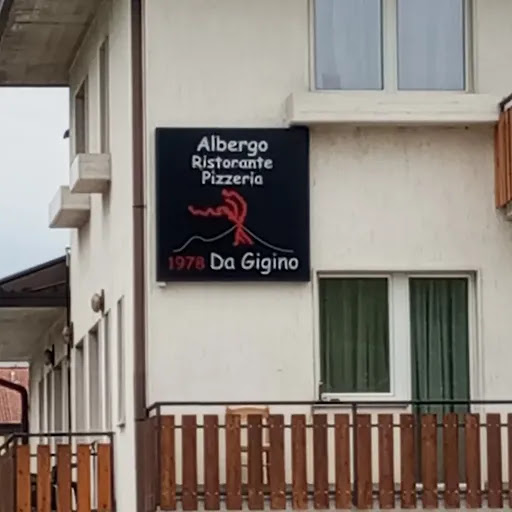 Albergo
Ristorante
Pizzeria
1978 Da Gigino